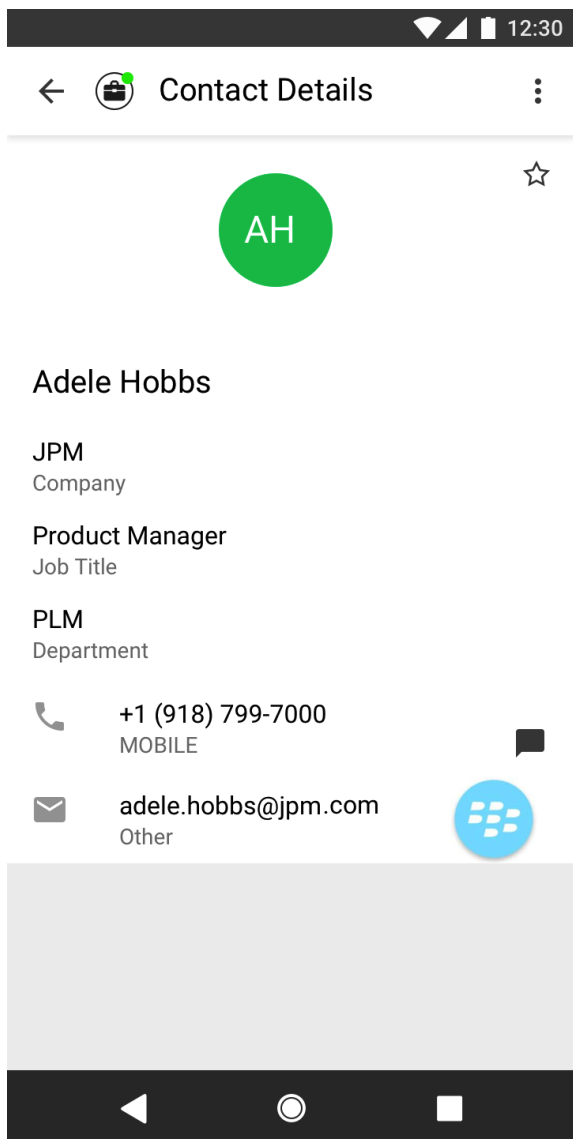 12:30
Contact Details
AH
Adele Hobbs
JPM
Company
Product Manager
Job Title
PLM
Department
+1 (918) 799-7000
MOBILE
adele.hobbs@jpm.com
Other